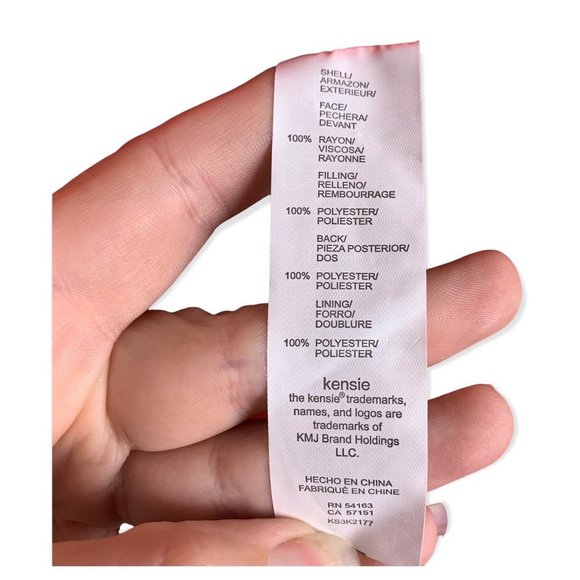 SHELL/
ARMAZON/
EXTERIEUR/
FACE/
PECHERA/
DEVANT
100% RAYON/
VISCOSA/
RAYONNE
FILLING/
RELLENO/
REMBOURRAGE
100% POLYESTER/
POLIESTER
BACK/
PIEZA POSTERIOR/
DOS
100% POLYESTER/
POLIESTER
LINING/
FORRO/
DOUBLURE
100% POLYESTER/
POLIESTER
kensie
the kensie® trademarks,
names, and logos are
trademarks of
KMJ Brand Holdings
LLC.
HECHO EN CHINA
FABRIQUÉ EN CHINE
RN 54163
CA 57151
KS3K2177